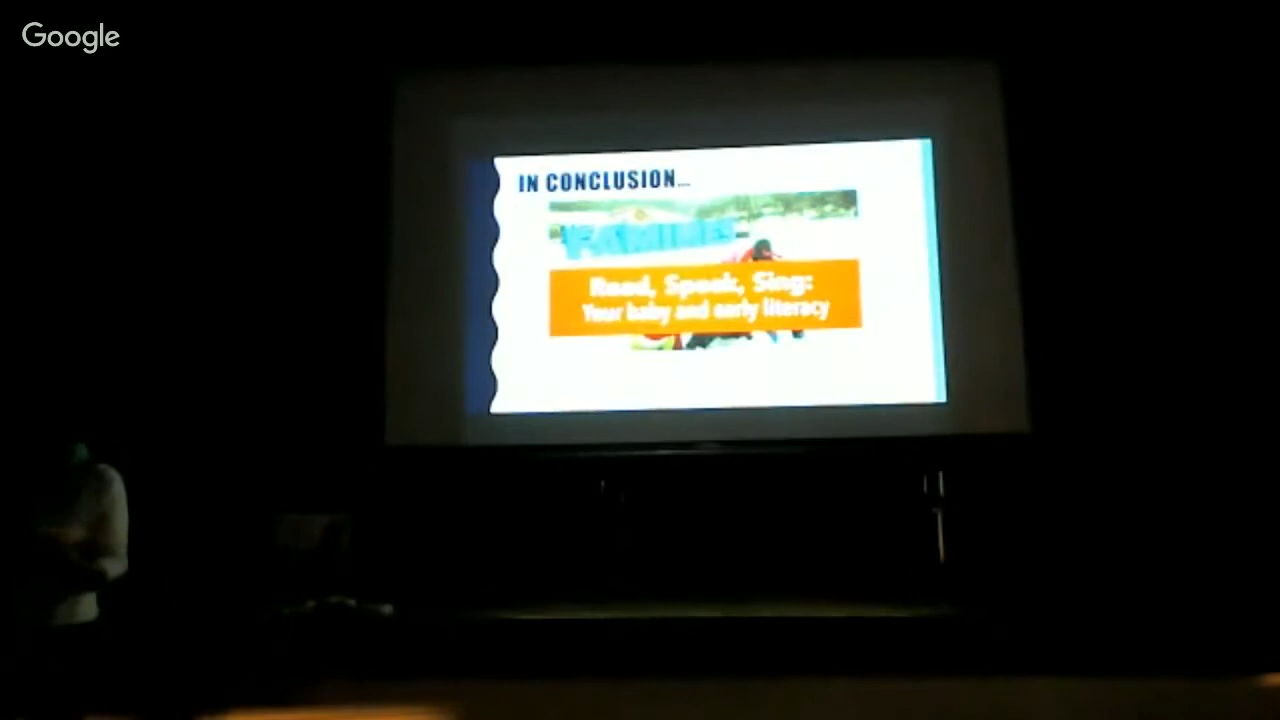 Google
IN CONCLUSION...
FAMILIES
Read, Speak, Sing:
Your baby and early literacy